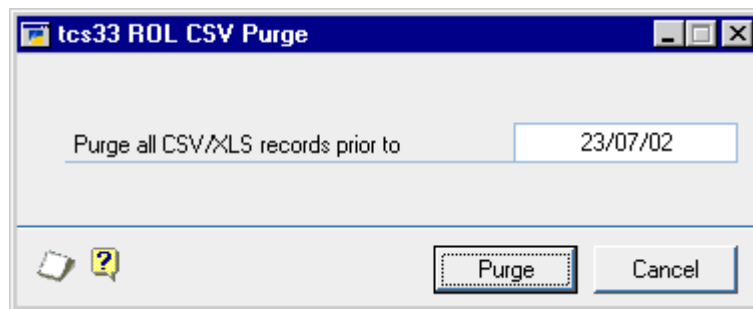 tcs33 ROL CSV Purge
Purge all CSV/XLS records prior to 23/07/02
?
Purge Cancel